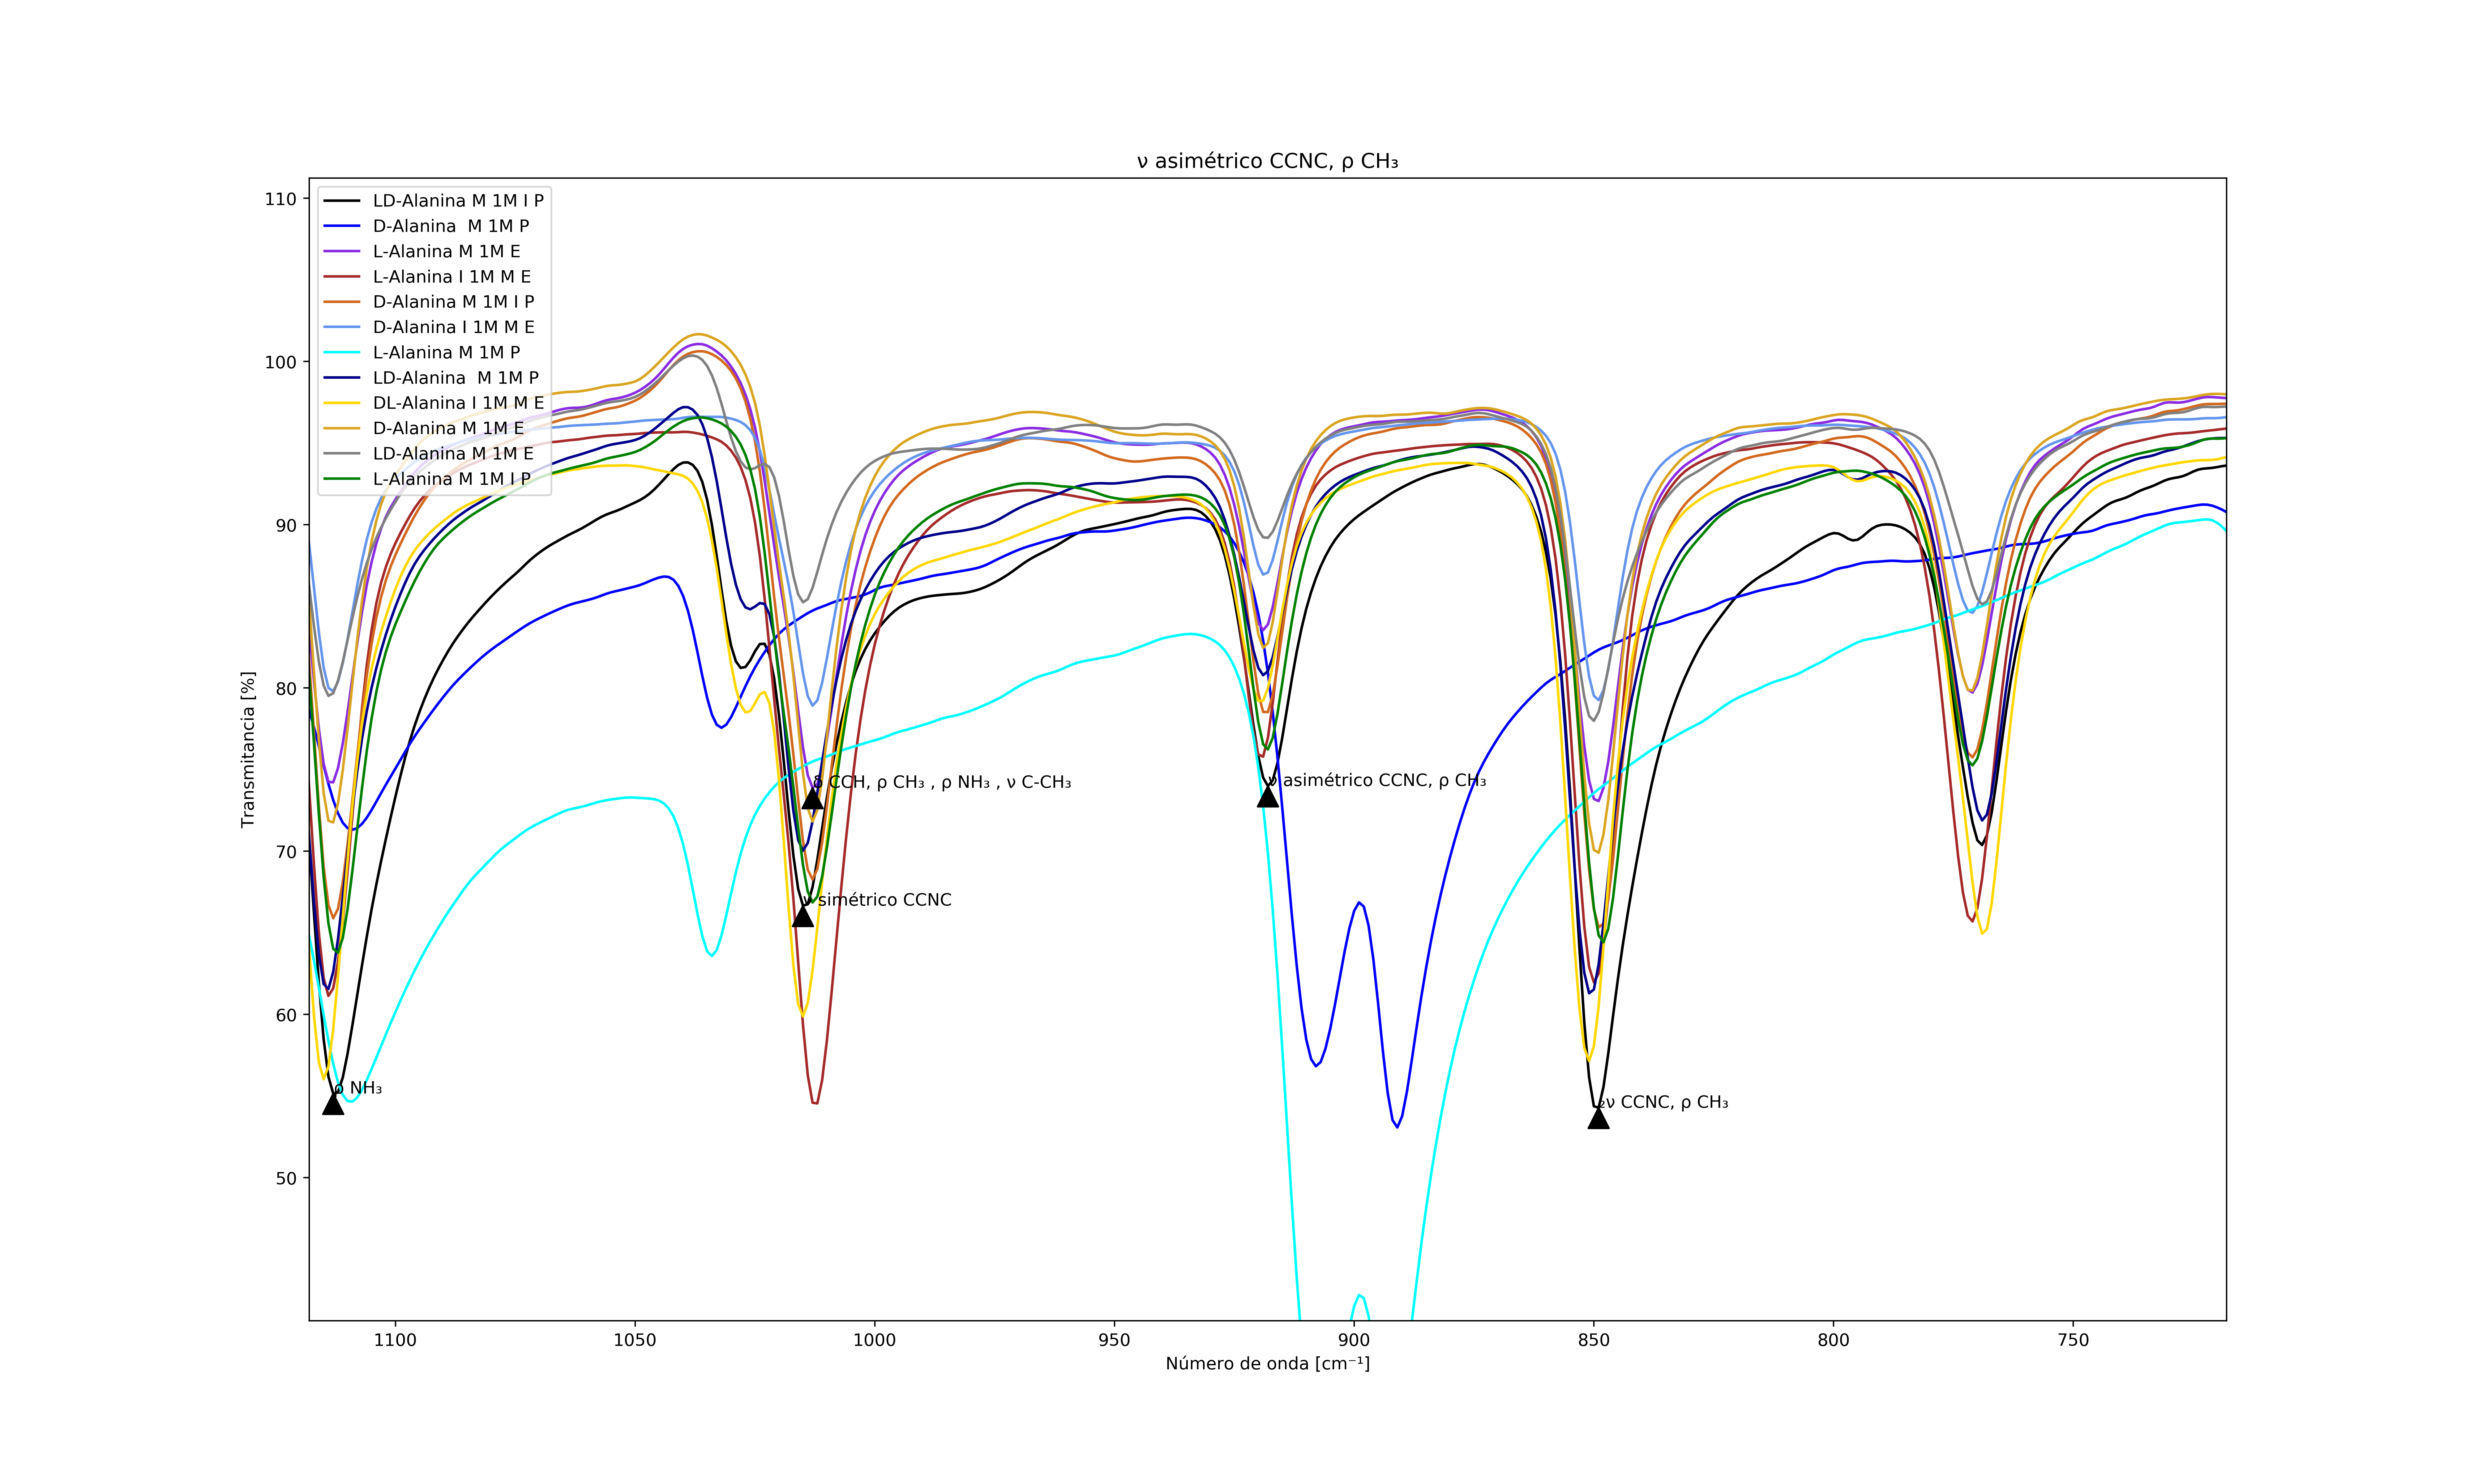 ν asimétrico CCNC, ρ CH₃
LD-Alanina M 1M I P
D-Alanina  M 1M P
L-Alanina M 1M E
L-Alanina I 1M M E
D-Alanina M 1M I P
D-Alanina I 1M M E
L-Alanina M 1M P
LD-Alanina  M 1M P
DL-Alanina I 1M M E
D-Alanina M 1M E
LD-Alanina M 1M E
L-Alanina M 1M I P
110
100
90
80
70
60
50
Transmitancia [%]
δ CCH, ρ CH₃ , ρ NH₃ , ν C-CH₃
ν asimétrico CCNC, ρ CH₃
ν simétrico CCNC
ρ NH₃
₂ν CCNC, ρ CH₃
1100
1050
1000
950
900
850
800
750
Número de onda [cm⁻¹]